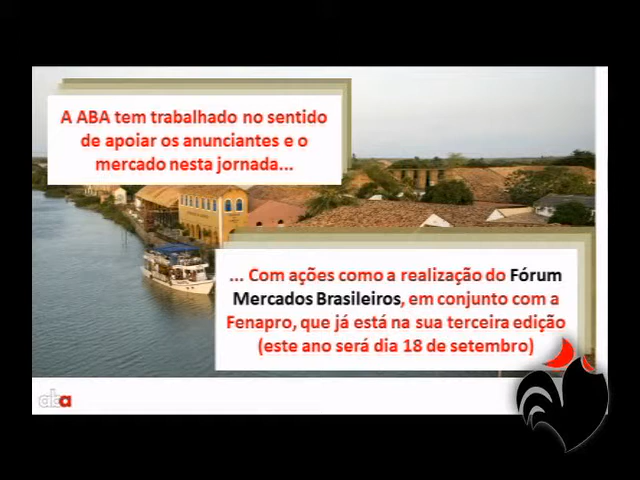 A ABA tem trabalhado no sentido
de apoiar os anunciantes e o
mercado nesta jornada...
... Com ações como a realização do Fórum
Mercados Brasileiros, em conjunto com a
Fenapro, que já está na sua terceira edição
(este ano será dia 18 de setembro)
aba